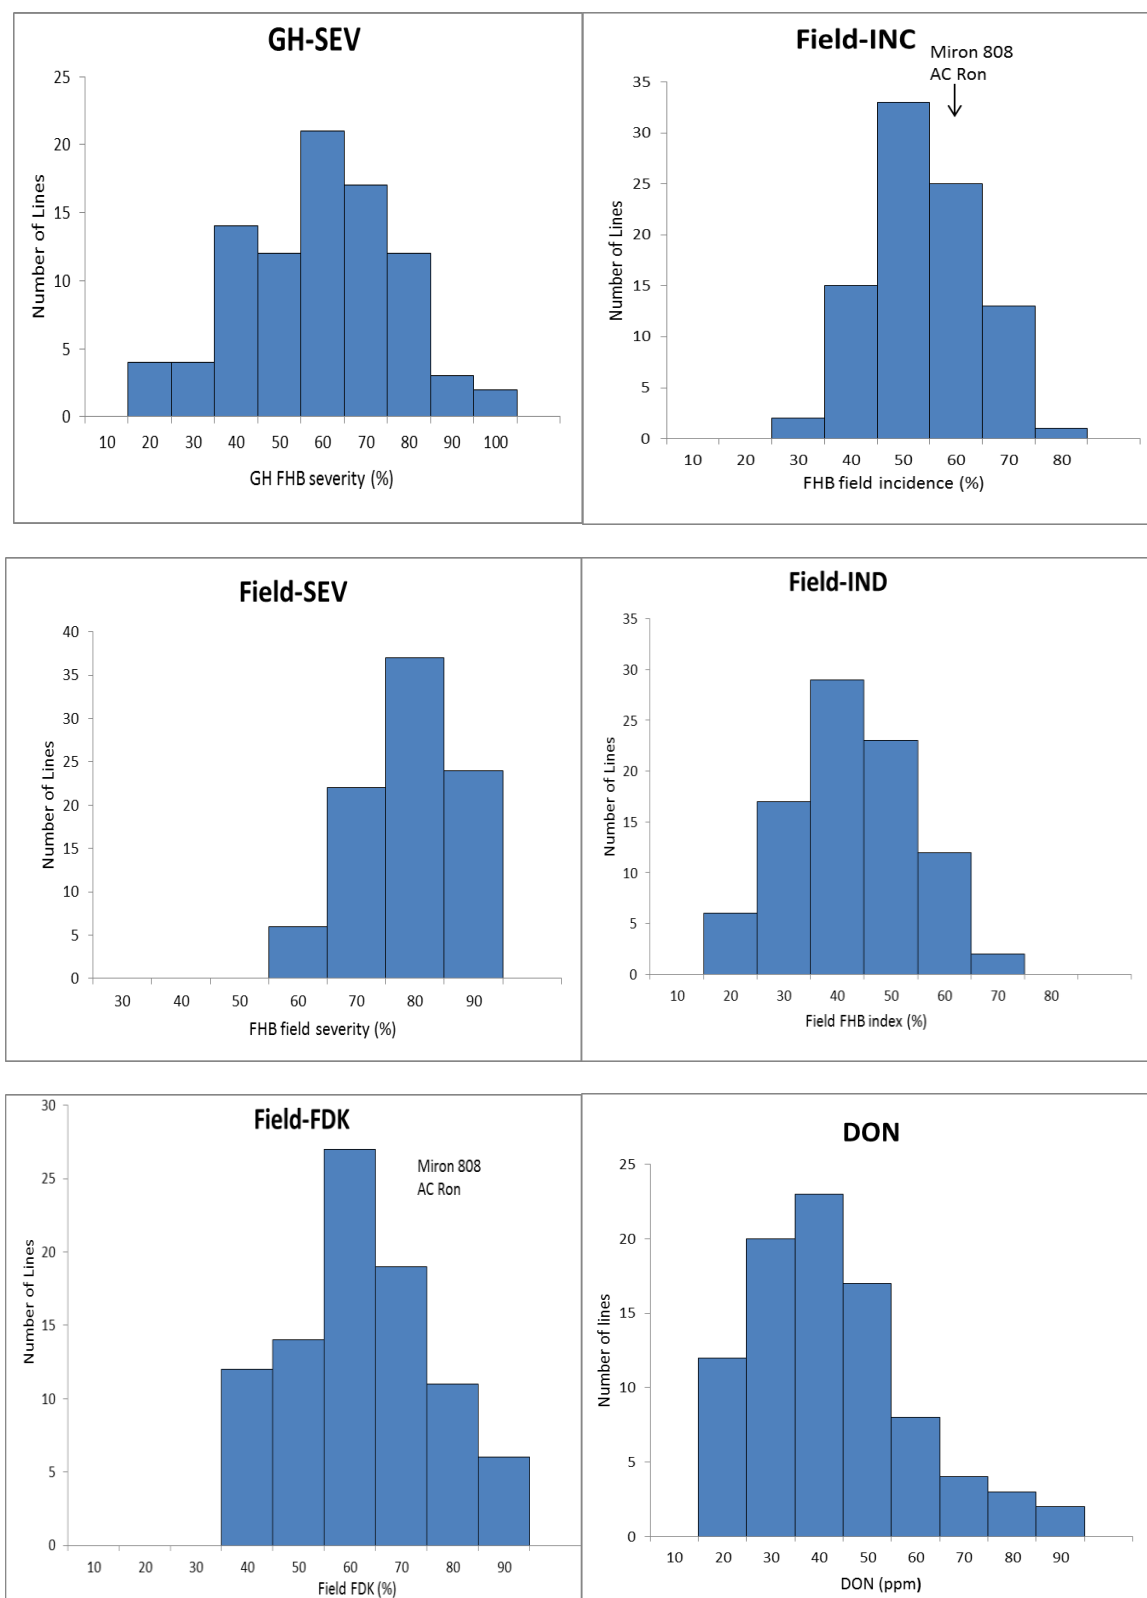 GH-SEV
25
20
15
10
5
0
Number of Lines
10 20 30 40 50 60 70 80 90 100
GH FHB severity (%)
Field-INC
Miron 808
AC Ron
35
30
25
20
15
10
5
0
Number of Lines
10 20 30 40 50 60 70 80
FHB field incidence (%)
Field-SEV
40
35
30
25
20
15
10
5
0
Number of Lines
30 40 50 60 70 80 90
FHB field severity (%)
Field-IND
35
30
25
20
15
10
5
0
Number of Lines
10 20 30 40 50 60 70 80
Field FHB index (%)
Field-FDK
Miron 808
AC Ron
30
25
20
15
10
5
0
Number of Lines
10 20 30 40 50 60 70 80 90
Field FDK (%)
DON
25
20
15
10
5
0
Number of lines
10 20 30 40 50 60 70 80 90
DON (ppm)